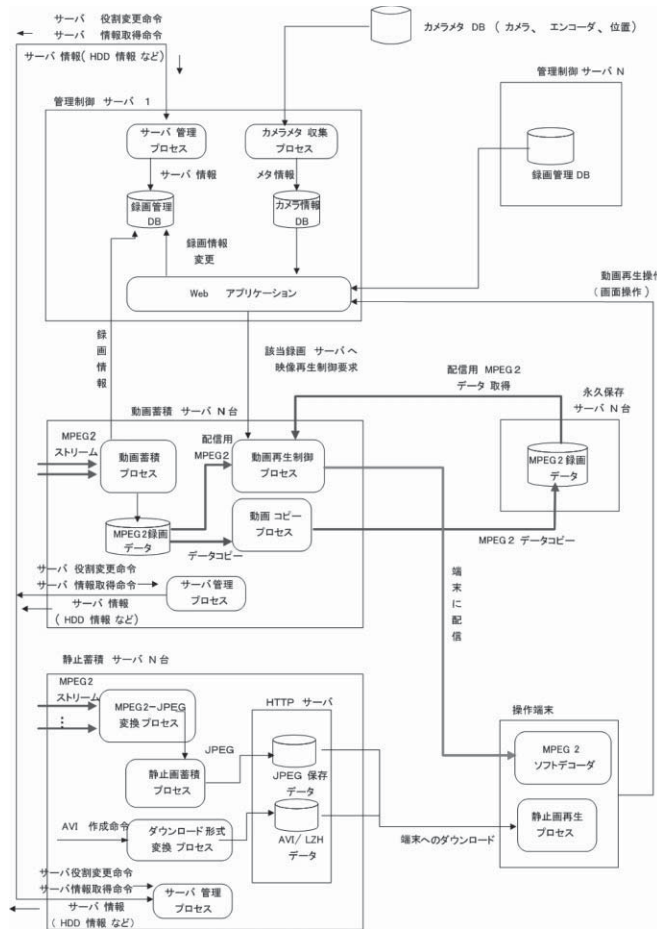 サーバ 役割変更命令
サーバ 情報取得命令
サーバ 情報( HDD 情報 など)
カメラメタ DB ( カメラ、 エンコーダ、 位置)
管理制御 サーバ N
録画管理 DB
管理制御 サーバ 1
サーバ 管理
プロセス
カメラメタ 収集
プロセス
サーバ 情報
メタ 情報
録画管理
DB
カメラ情報
DB
録画情報
変更
Web アプリケーション
動画再生操作
(画面操作)
録画情報
該当録画 サーバへ
映像再生制御要求
配信用 MPEG2
データ 取得
永久保存
サーバ N台
動画蓄積 サーバ N台
MPEG2
ストリーム
動画蓄積
プロセス
配信用
MPEG2
動画再生制御
プロセス
MPEG2 録画
データ
MPEG2録画
データ
動画 コピー
プロセス
データコピー
MPEG2 データコピー
サーバ 役割変更命令
サーバ 情報取得命令
サーバ管理
プロセス
サーバ 情報
( HDD 情報 など)
端末に配信
静止蓄積 サーバ N台
MPEG2
ストリーム
MPEG2-JPEG
変換 プロセス
HTTP サーバ
操作端末
JPEG
静止画蓄積
プロセス
JPEG 保存
データ
MPEG 2
ソフトデコーダ
AVI 作成命令
ダウンロード 形式
変換 プロセス
AVI/ LZH
データ
端末へのダウンロード
静止画再生
プロセス
サーバ役割変更命令
サーバ情報取得命令
サーバ 情報
( HDD 情報 など)
サーバ 管理
プロセス